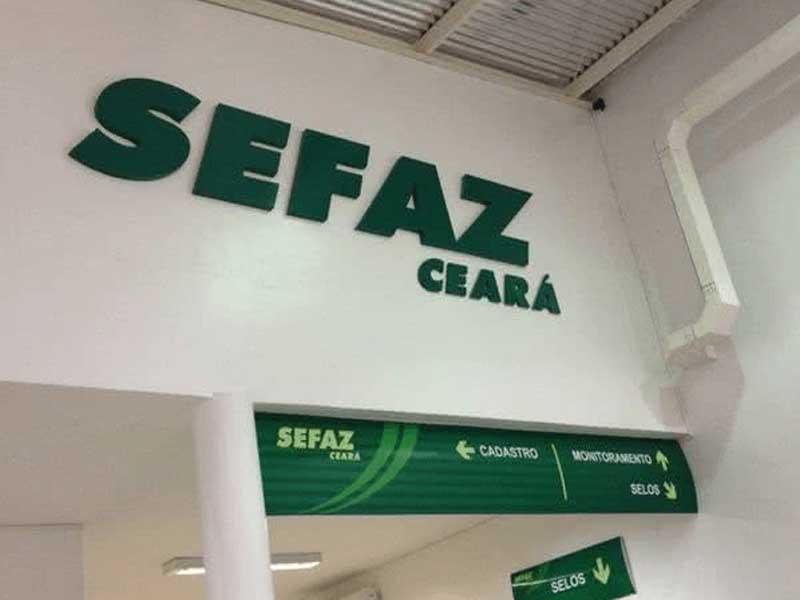 SEFAZ
CEARÁ
SEFAZ
CEARÁ
CADASTRO
MONITORAMENTO
SELOS
SELOS